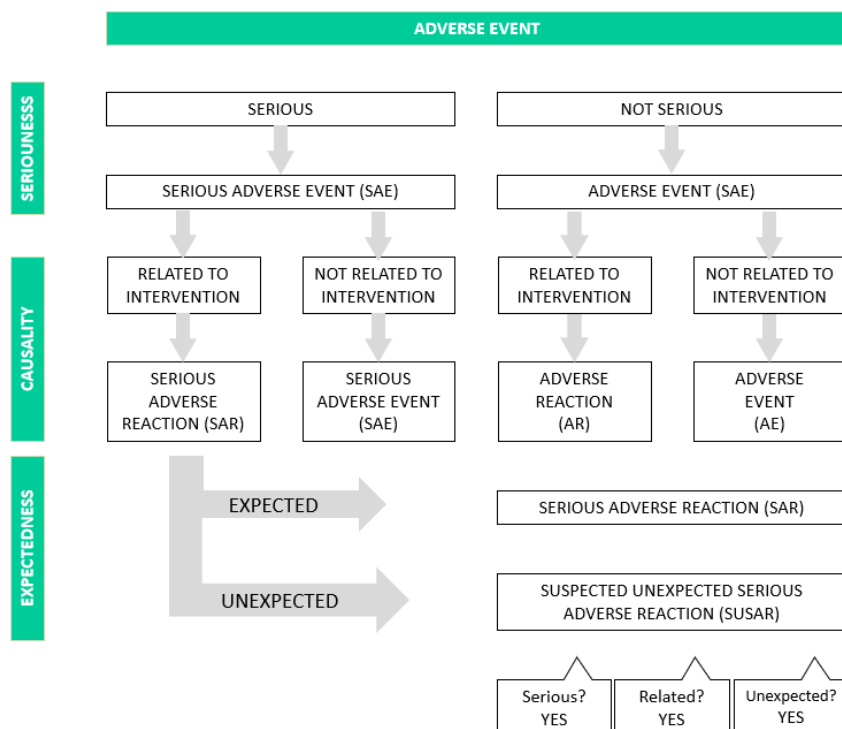 ADVERSE EVENT
SERIOUNESSS
SERIOUS
NOT SERIOUS
SERIOUS ADVERSE EVENT (SAE)
ADVERSE EVENT (SAE)
CAUSALITY
RELATED TO
INTERVENTION
NOT RELATED TO
INTERVENTION
RELATED TO
INTERVENTION
NOT RELATED TO
INTERVENTION
SERIOUS
ADVERSE
REACTION (SAR)
SERIOUS
ADVERSE EVENT
(SAE)
ADVERSE
REACTION
(AR)
ADVERSE
EVENT
(AE)
EXPECTEDNESS
EXPECTED
SERIOUS ADVERSE REACTION (SAR)
UNEXPECTED
SUSPECTED UNEXPECTED SERIOUS
ADVERSE REACTION (SUSAR)
Serious?
YES
Related?
YES
Unexpected?
YES